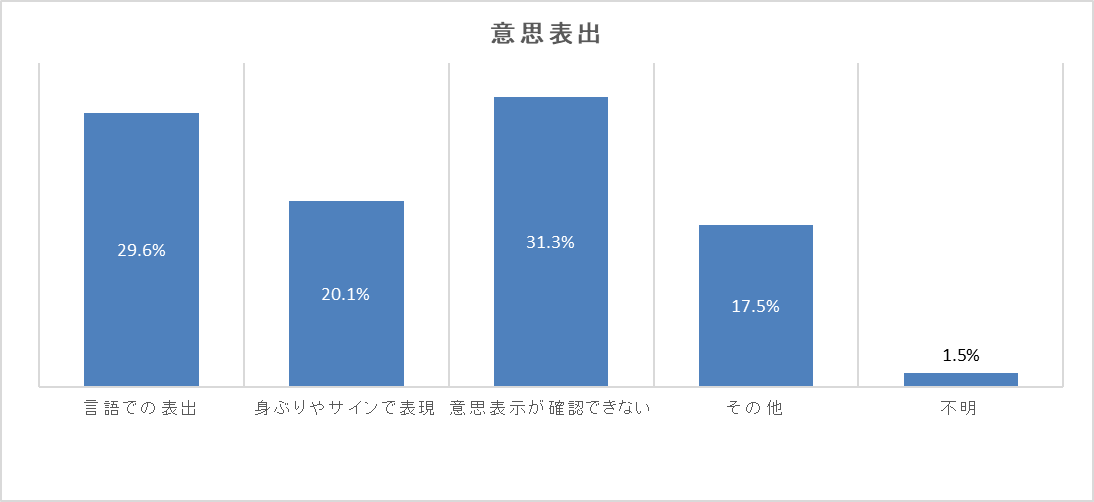 意思表出
29.6%
20.1%
31.3%
17.5%
1.5%
言語での表出
身ぶりやサインで表現
意思表示が確認できない
その他
不明